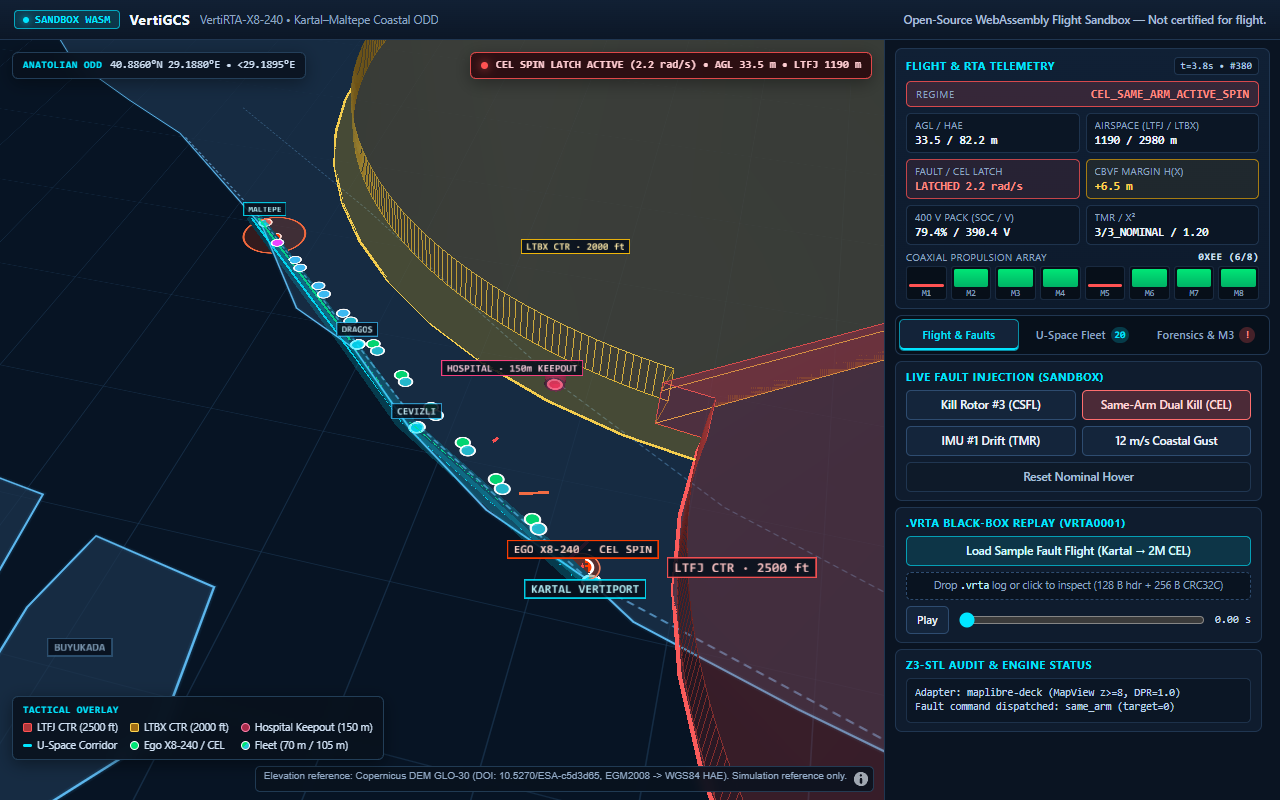 SANDBOX WASM VertiGCS VertiRTA-X8-240 • Kartal–Maltepe Coastal ODD
Open-Source WebAssembly Flight Sandbox — Not certified for flight.
ANATOLIAN ODD 40.8860°N 29.1880°E • <29.1895°E
CEL SPIN LATCH ACTIVE (2.2 rad/s) • AGL 33.5 m • LTFJ 1190 m
MALTEPE
LTBX CTR · 2000 ft
DRAGOS
HOSPITAL · 150m KEEPOUT
CEVIZLI
EGO X8-240 · CEL SPIN
LTFJ CTR · 2500 ft
KARTAL VERTIPORT
BUYUKADA
TACTICAL OVERLAY
LTFJ CTR (2500 ft) LTBX CTR (2000 ft) Hospital Keepout (150 m)
U-Space Corridor Ego X8-240 / CEL Fleet (70 m / 105 m)
Elevation reference: Copernicus DEM GLO-30 (DOI: 10.5270/ESA-c5d3d65, EGM2008 -> WGS84 HAE). Simulation reference only.
FLIGHT & RTA TELEMETRY t=3.8s • #380
REGIME CEL_SAME_ARM_ACTIVE_SPIN
AGL / HAE
33.5 / 82.2 m
AIRSPACE (LTFJ / LTBX)
1190 / 2980 m
FAULT / CEL LATCH
LATCHED 2.2 rad/s
CBVF MARGIN H(X)
+6.5 m
400 V PACK (SOC / V)
79.4% / 390.4 V
TMR / X²
3/3_NOMINAL / 1.20
COAXIAL PROPULSION ARRAY 0XEE (6/8)
M1 M2 M3 M4 M5 M6 M7 M8
Flight & Faults U-Space Fleet 20 Forensics & M3 !
LIVE FAULT INJECTION (SANDBOX)
Kill Rotor #3 (CSFL) Same-Arm Dual Kill (CEL)
IMU #1 Drift (TMR) 12 m/s Coastal Gust
Reset Nominal Hover
.VRTA BLACK-BOX REPLAY (VRTA0001)
Load Sample Fault Flight (Kartal → 2M CEL)
Drop .vrta log or click to inspect (128 B hdr + 256 B CRC32C)
Play 0.00 s
Z3-STL AUDIT & ENGINE STATUS
Adapter: maplibre-deck (MapView z>=8, DPR=1.0)
Fault command dispatched: same_arm (target=0)